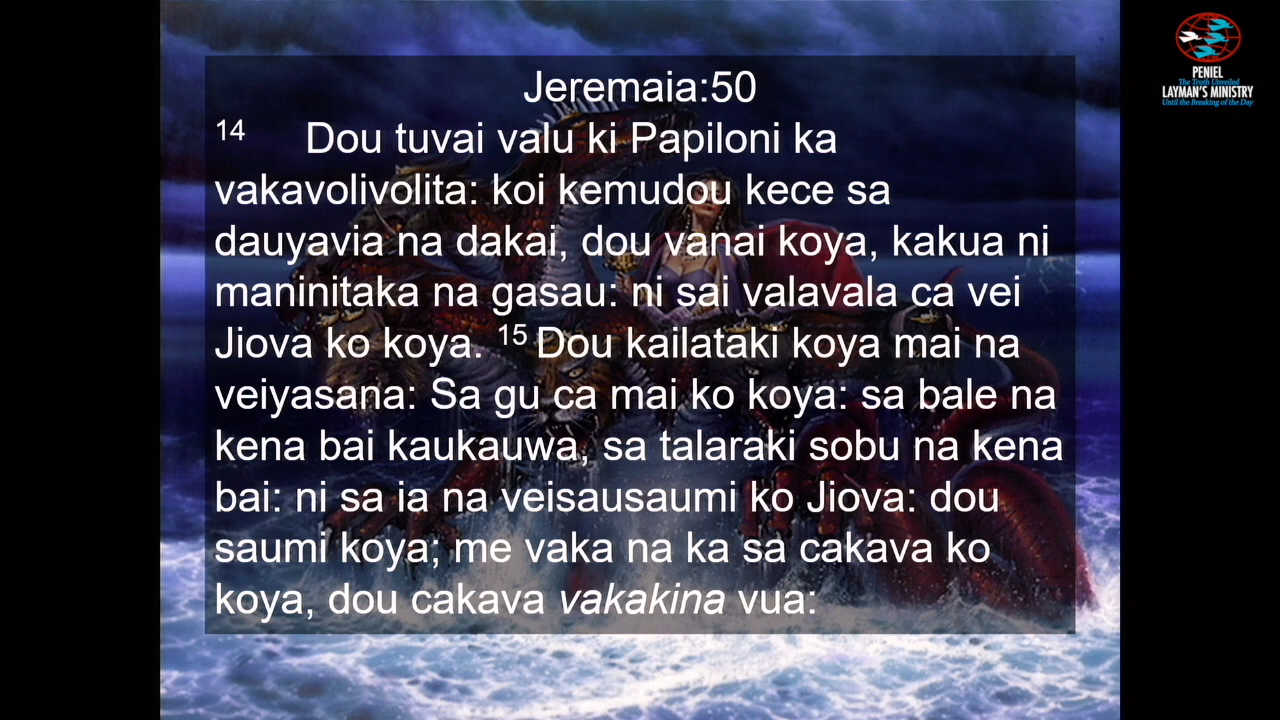 Jeremaia:50
14 Dou tuvai valu ki Papiloni ka
vakavolivolita: koi kemudou kece sa
dauyavia na dakai, dou vanai koya, kakua ni
maninitaka na gasau: ni sai valavala ca vei
Jiova ko koya. 15 Dou kailataki koya mai na
veiyasana: Sa gu ca mai ko koya: sa bale na
kena bai kaukauwa, sa talaraki sobu na kena
bai: ni sa ia na veisausaumi ko Jiova: dou
saumi koya; me vaka na ka sa cakava ko
koya, dou cakava vakakina vua:
PENIEL
The Truth Unveiled
LAYMAN'S MINISTRY
Until the Breaking of the Day